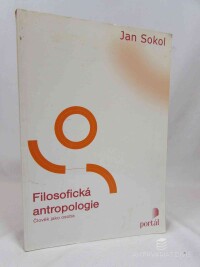 Jan Sokol
Filosofická
antropologie
Člověk jako osoba
portál